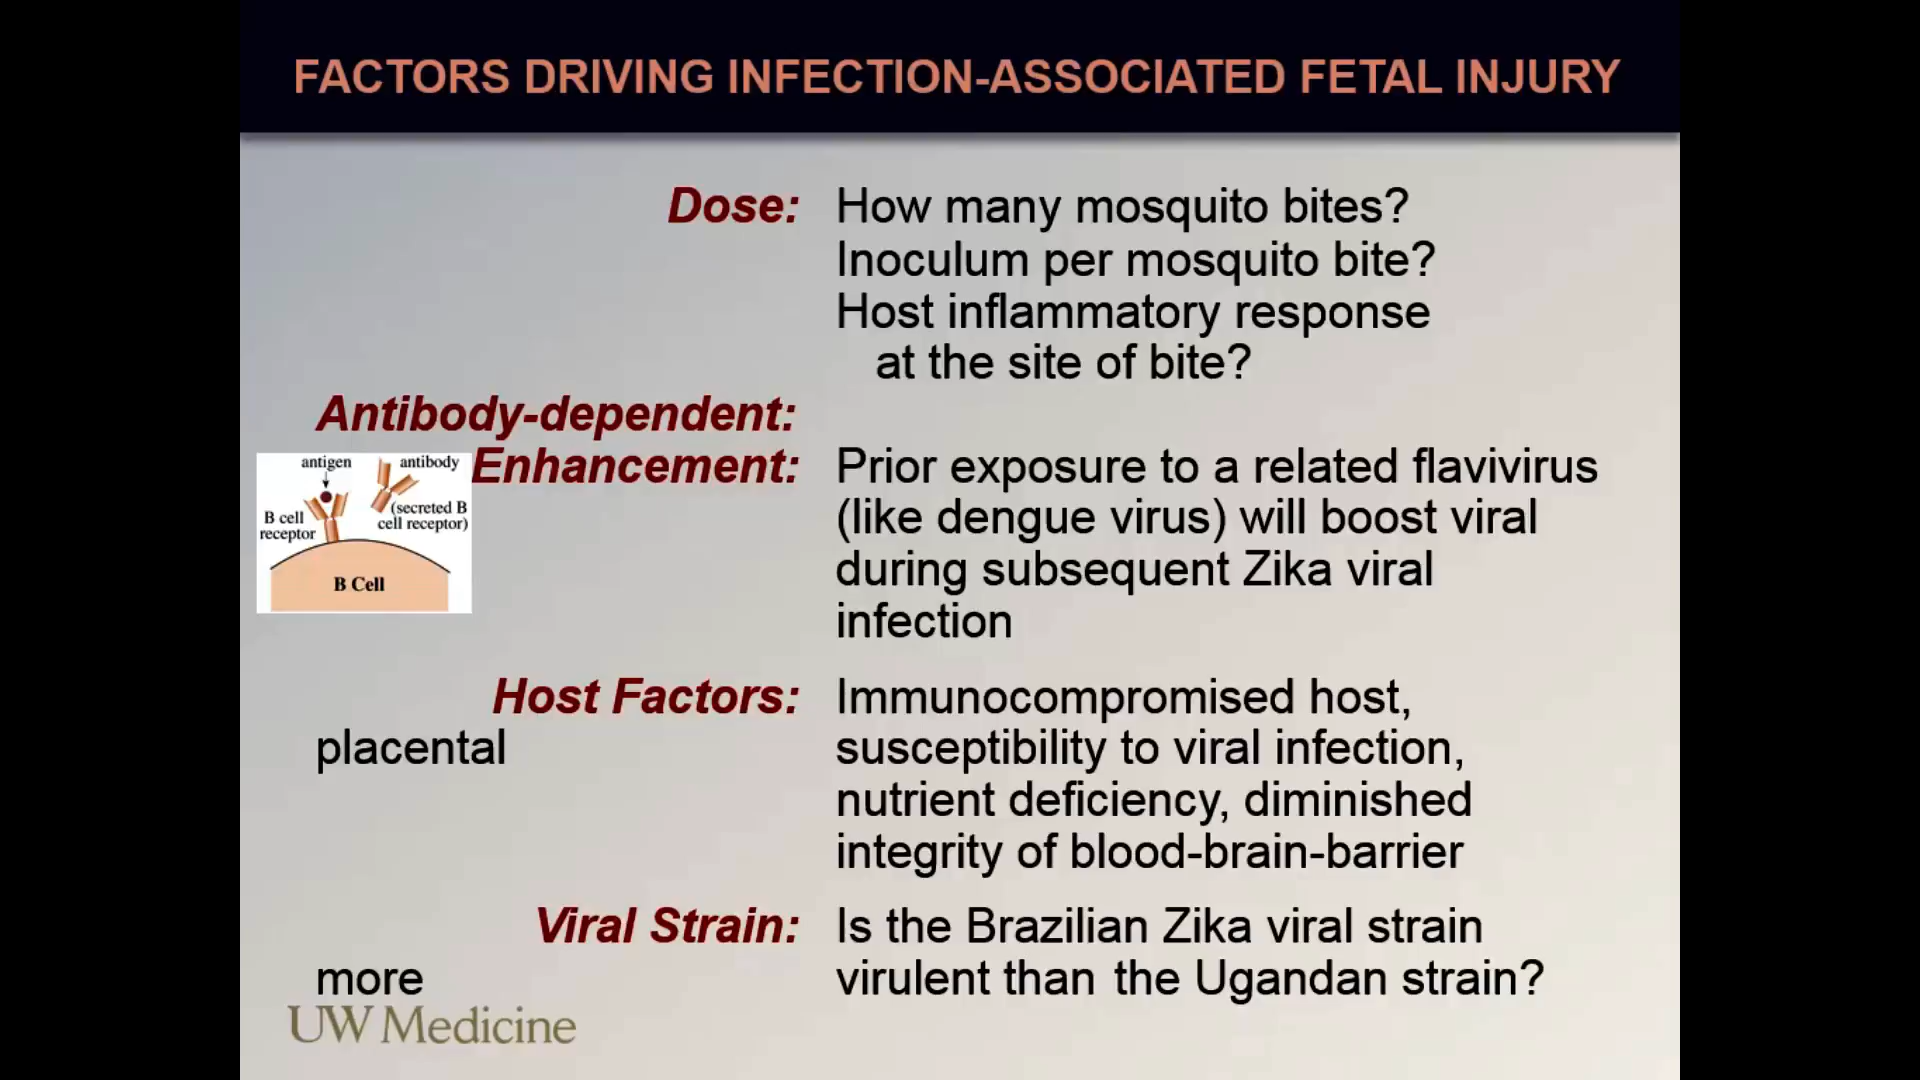 FACTORS DRIVING INFECTION-ASSOCIATED FETAL INJURY
Dose: How many mosquito bites?
Inoculum per mosquito bite?
Host inflammatory response
at the site of bite?
Antibody-dependent:
Enhancement: Prior exposure to a related flavivirus
(like dengue virus) will boost viral
during subsequent Zika viral
infection
antigen
antibody
(secreted B
cell receptor)
B cell
receptor
B Cell
Host Factors: Immunocompromised host,
placental susceptibility to viral infection,
nutrient deficiency, diminished
integrity of blood-brain-barrier
Viral Strain: Is the Brazilian Zika viral strain
more virulent than the Ugandan strain?
UW Medicine